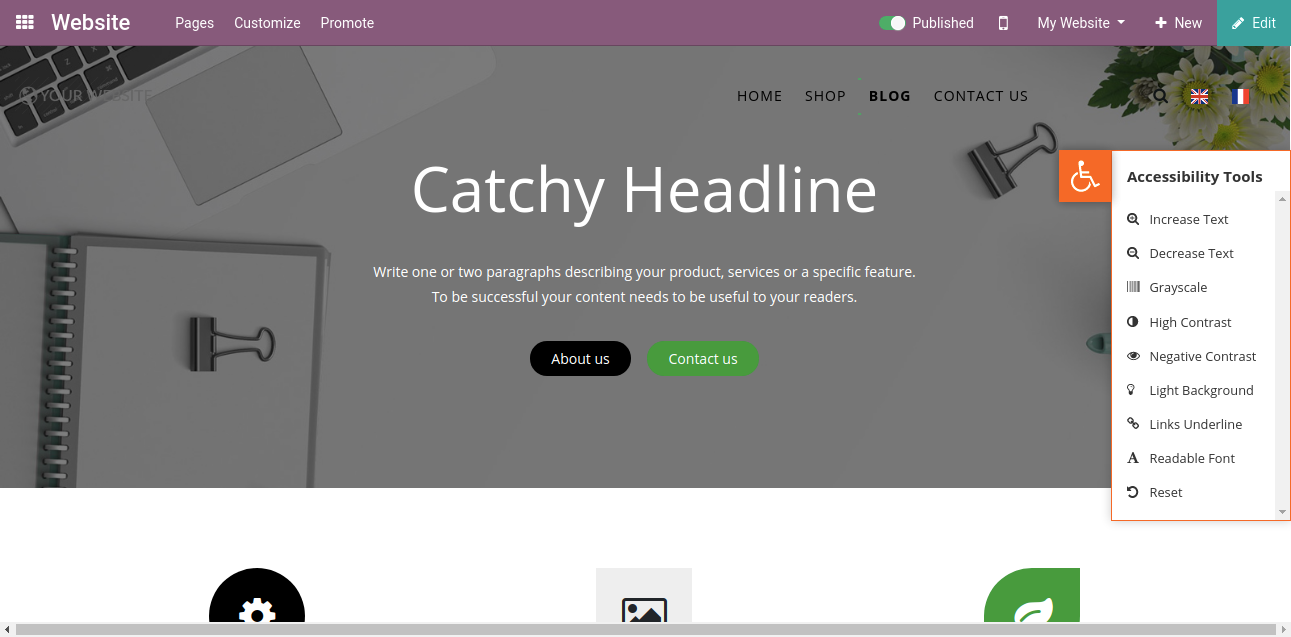 Website
Pages
Customize
Promote
Published
My Website
New
Edit
YOUR WEBSITE
HOME
SHOP
BLOG
CONTACT US
Catchy Headline
Write one or two paragraphs describing your product, services or a specific feature.
To be successful your content needs to be useful to your readers.
About us
Contact us
Accessibility Tools
Increase Text
Decrease Text
Grayscale
High Contrast
Negative Contrast
Light Background
Links Underline
Readable Font
Reset